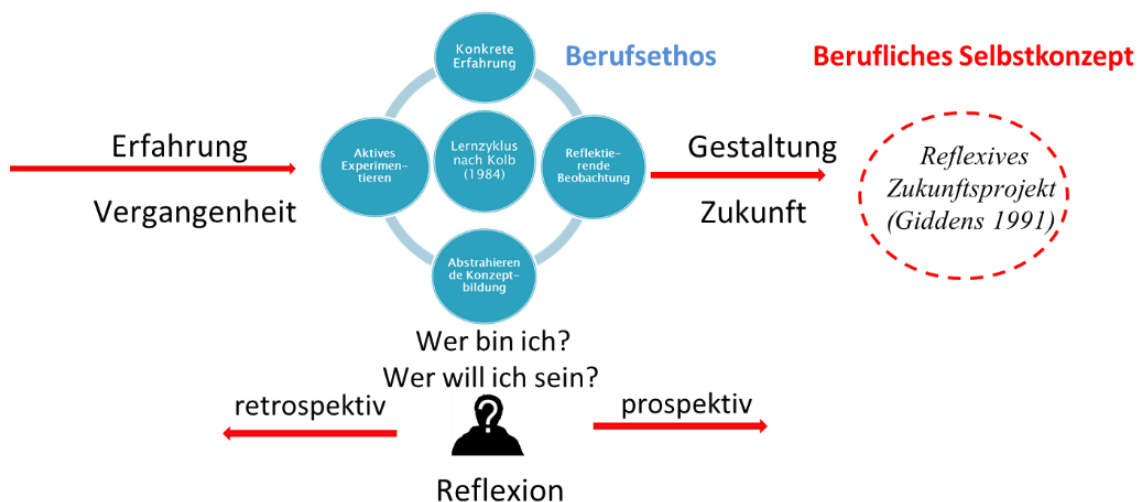 Konkrete
Erfahrung
Berufsethos
Berufliches Selbstkonzept
Erfahrung
Vergangenheit
Aktives
Experimen-
tieren
Lernzyklus
nach Kolb
(1984)
Reflektie-
rende
Beobachtung
Gestaltung
Zukunft
Reflexives
Zukunftsprojekt
(Giddens 1991)
Abstrahieren
de Konzept-
bildung
Wer bin ich?
Wer will ich sein?
retrospektiv
?
prospektiv
Reflexion